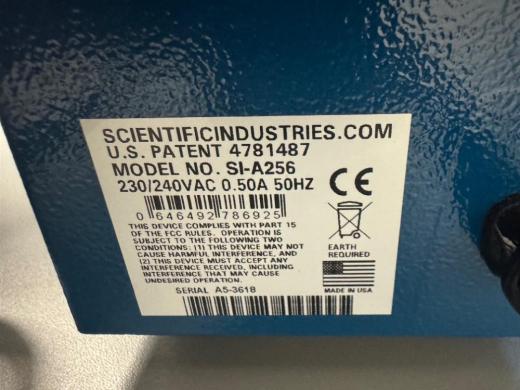 SCIENTIFICINDUSTRIES.COM
U.S. PATENT 4781487
MODEL NO. SI-A256
230/240VAC 0.50A 50HZ
CE
0 646492 786925
THIS DEVICE COMPLIES WITH PART 15
OF THE FCC RULES. OPERATION IS
SUBJECT TO THE FOLLOWING TWO
CONDITIONS: (1) THIS DEVICE MAY NOT
CAUSE HARMFUL INTERFERENCE, AND
(2) THIS DEVICE MUST ACCEPT ANY
INTERFERENCE RECEIVED, INCLUDING
INTERFERENCE THAT MAY CAUSE
UNDESIRED OPERATION.
EARTH
REQUIRED
MADE IN USA
SERIAL A5-3618